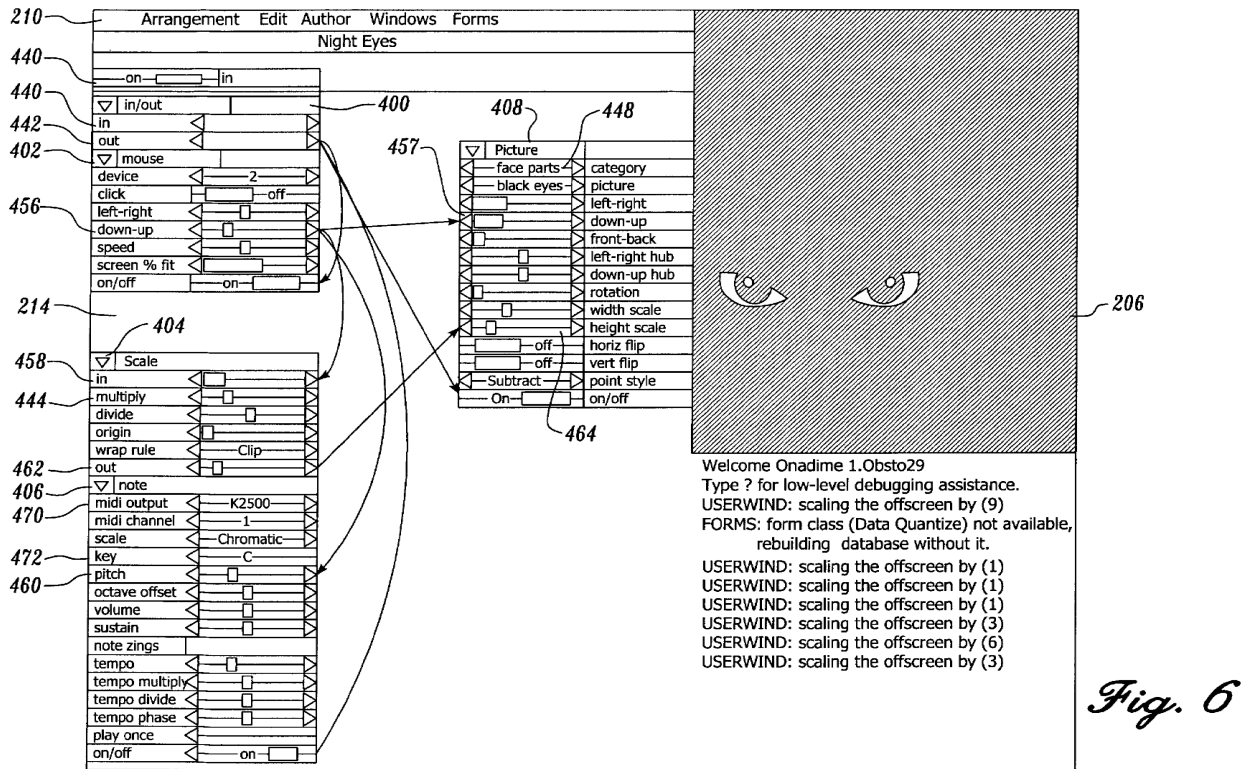 210
Arrangement Edit Author Windows Forms
Night Eyes
440
on in
440
in/out
400
in
442
out
402
mouse
device 2
click off
left-right
456
down-up
speed
screen % fit
on/off on
214
404
Scale
458
in
444
multiply
divide
origin
wrap rule Clip
462
out
406
note
470
midi output K2500
midi channel 1
scale Chromatic
472
key C
460
pitch
octave offset
volume
sustain
note zings
tempo
tempo multiply
tempo divide
tempo phase
play once
on/off on
408
448
457
Picture
face parts category
black eyes picture
left-right
down-up
front-back
left-right hub
down-up hub
rotation
width scale
height scale
off horiz flip
off vert flip
Subtract point style
On on/off
464
206
Welcome Onadime 1.Obsto29
Type ? for low-level debugging assistance.
USERWIND: scaling the offscreen by (9)
FORMS: form class (Data Quantize) not available,
rebuilding database without it.
USERWIND: scaling the offscreen by (1)
USERWIND: scaling the offscreen by (1)
USERWIND: scaling the offscreen by (1)
USERWIND: scaling the offscreen by (3)
USERWIND: scaling the offscreen by (6)
USERWIND: scaling the offscreen by (3)
Fig. 6